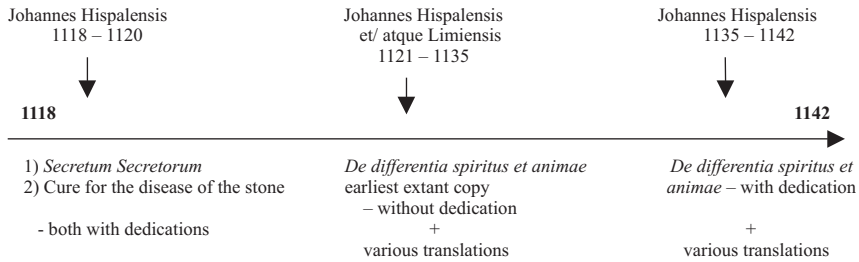 Johannes Hispalensis
1118 – 1120
Johannes Hispalensis
et/ atque Limiensis
1121 – 1135
Johannes Hispalensis
1135 – 1142
1118
1142
1) Secretum Secretorum
2) Cure for the disease of the stone
- both with dedications
De differentia spiritus et animae
earliest extant copy
– without dedication
+
various translations
De differentia spiritus et
animae – with dedication
+
various translations